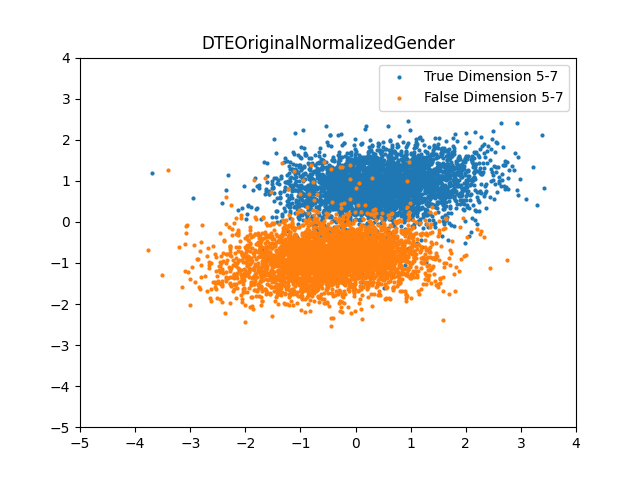 DTEOriginalNormalizedGender
True Dimension 5-7
False Dimension 5-7
4
3
2
1
0
−1
−2
−3
−4
−5
−5 −4 −3 −2 −1 0 1 2 3 4